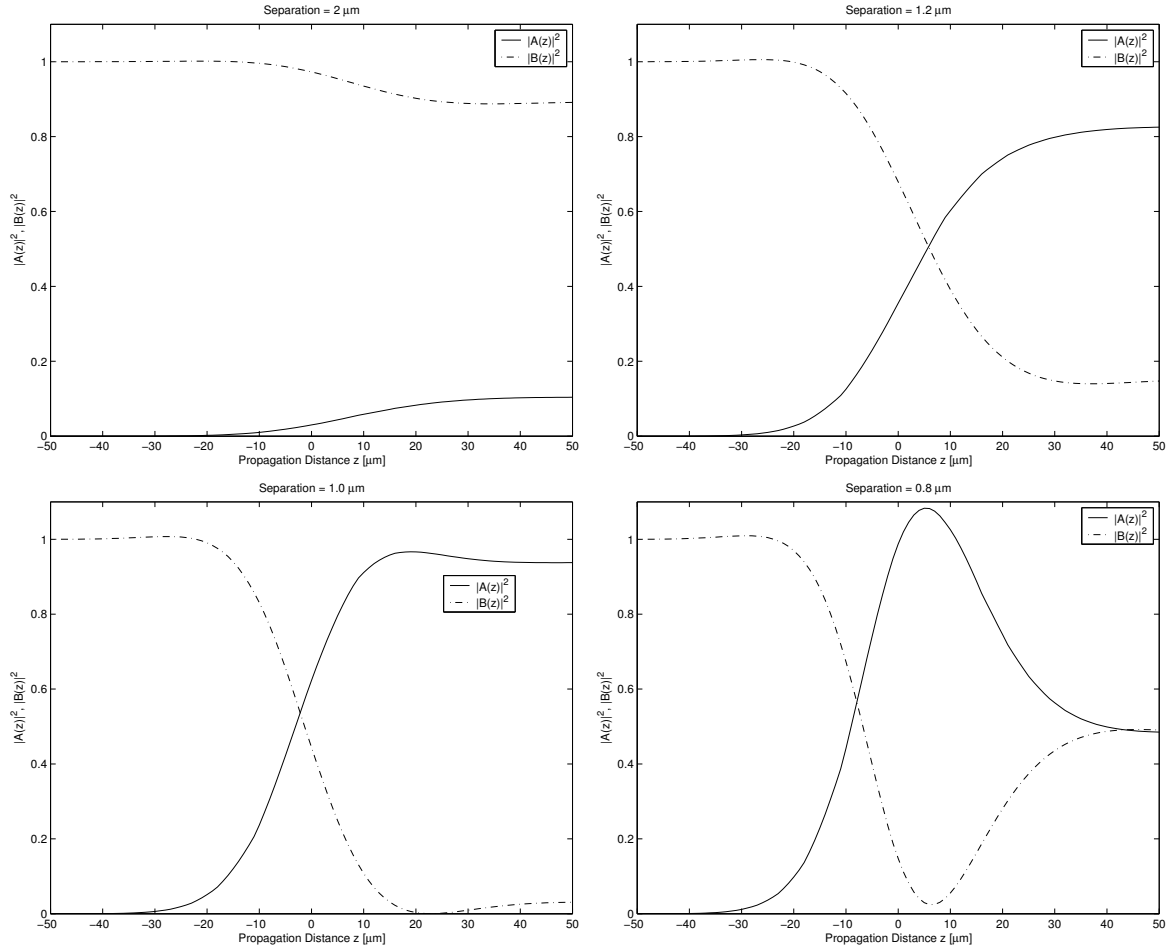 Separation = 2 μm
|A(z)|²
|B(z)|²
|A(z)|², |B(z)|²
1
0.8
0.6
0.4
0.2
0
−50 −40 −30 −20 −10 0 10 20 30 40 50
Propagation Distance z [μm]
Separation = 1.2 μm
|A(z)|²
|B(z)|²
|A(z)|², |B(z)|²
1
0.8
0.6
0.4
0.2
0
−50 −40 −30 −20 −10 0 10 20 30 40 50
Propagation Distance z [μm]
Separation = 1.0 μm
|A(z)|²
|B(z)|²
|A(z)|², |B(z)|²
1
0.8
0.6
0.4
0.2
0
−50 −40 −30 −20 −10 0 10 20 30 40 50
Propagation Distance z [μm]
Separation = 0.8 μm
|A(z)|²
|B(z)|²
|A(z)|², |B(z)|²
1
0.8
0.6
0.4
0.2
0
−50 −40 −30 −20 −10 0 10 20 30 40 50
Propagation Distance z [μm]